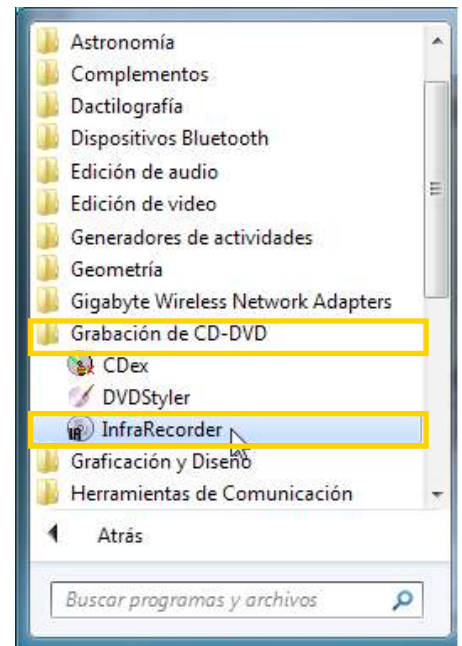 Astronomía
Complementos
Dactilografía
Dispositivos Bluetooth
Edición de audio
Edición de video
Generadores de actividades
Geometría
Gigabyte Wireless Network Adapters
Grabación de CD-DVD
CDex
DVDStyler
IR InfraRecorder
Graficación y Diseño
Herramientas de Comunicación
Atrás
Buscar programas y archivos